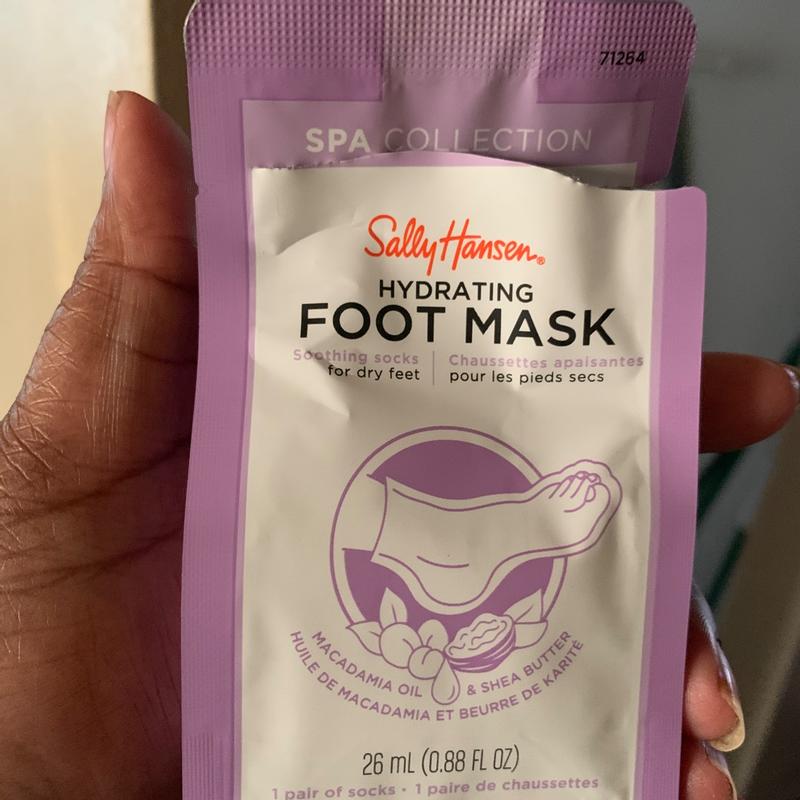 71264
SPA COLLECTION
Sally Hansen®
HYDRATING
FOOT MASK
Soothing socks
for dry feet
Chaussettes apaisantes
pour les pieds secs
MACADAMIA OIL & SHEA BUTTER
HUILE DE MACADAMIA ET BEURRE DE KARITÉ
26 mL (0.88 FL OZ)
1 pair of socks • 1 paire de chaussettes